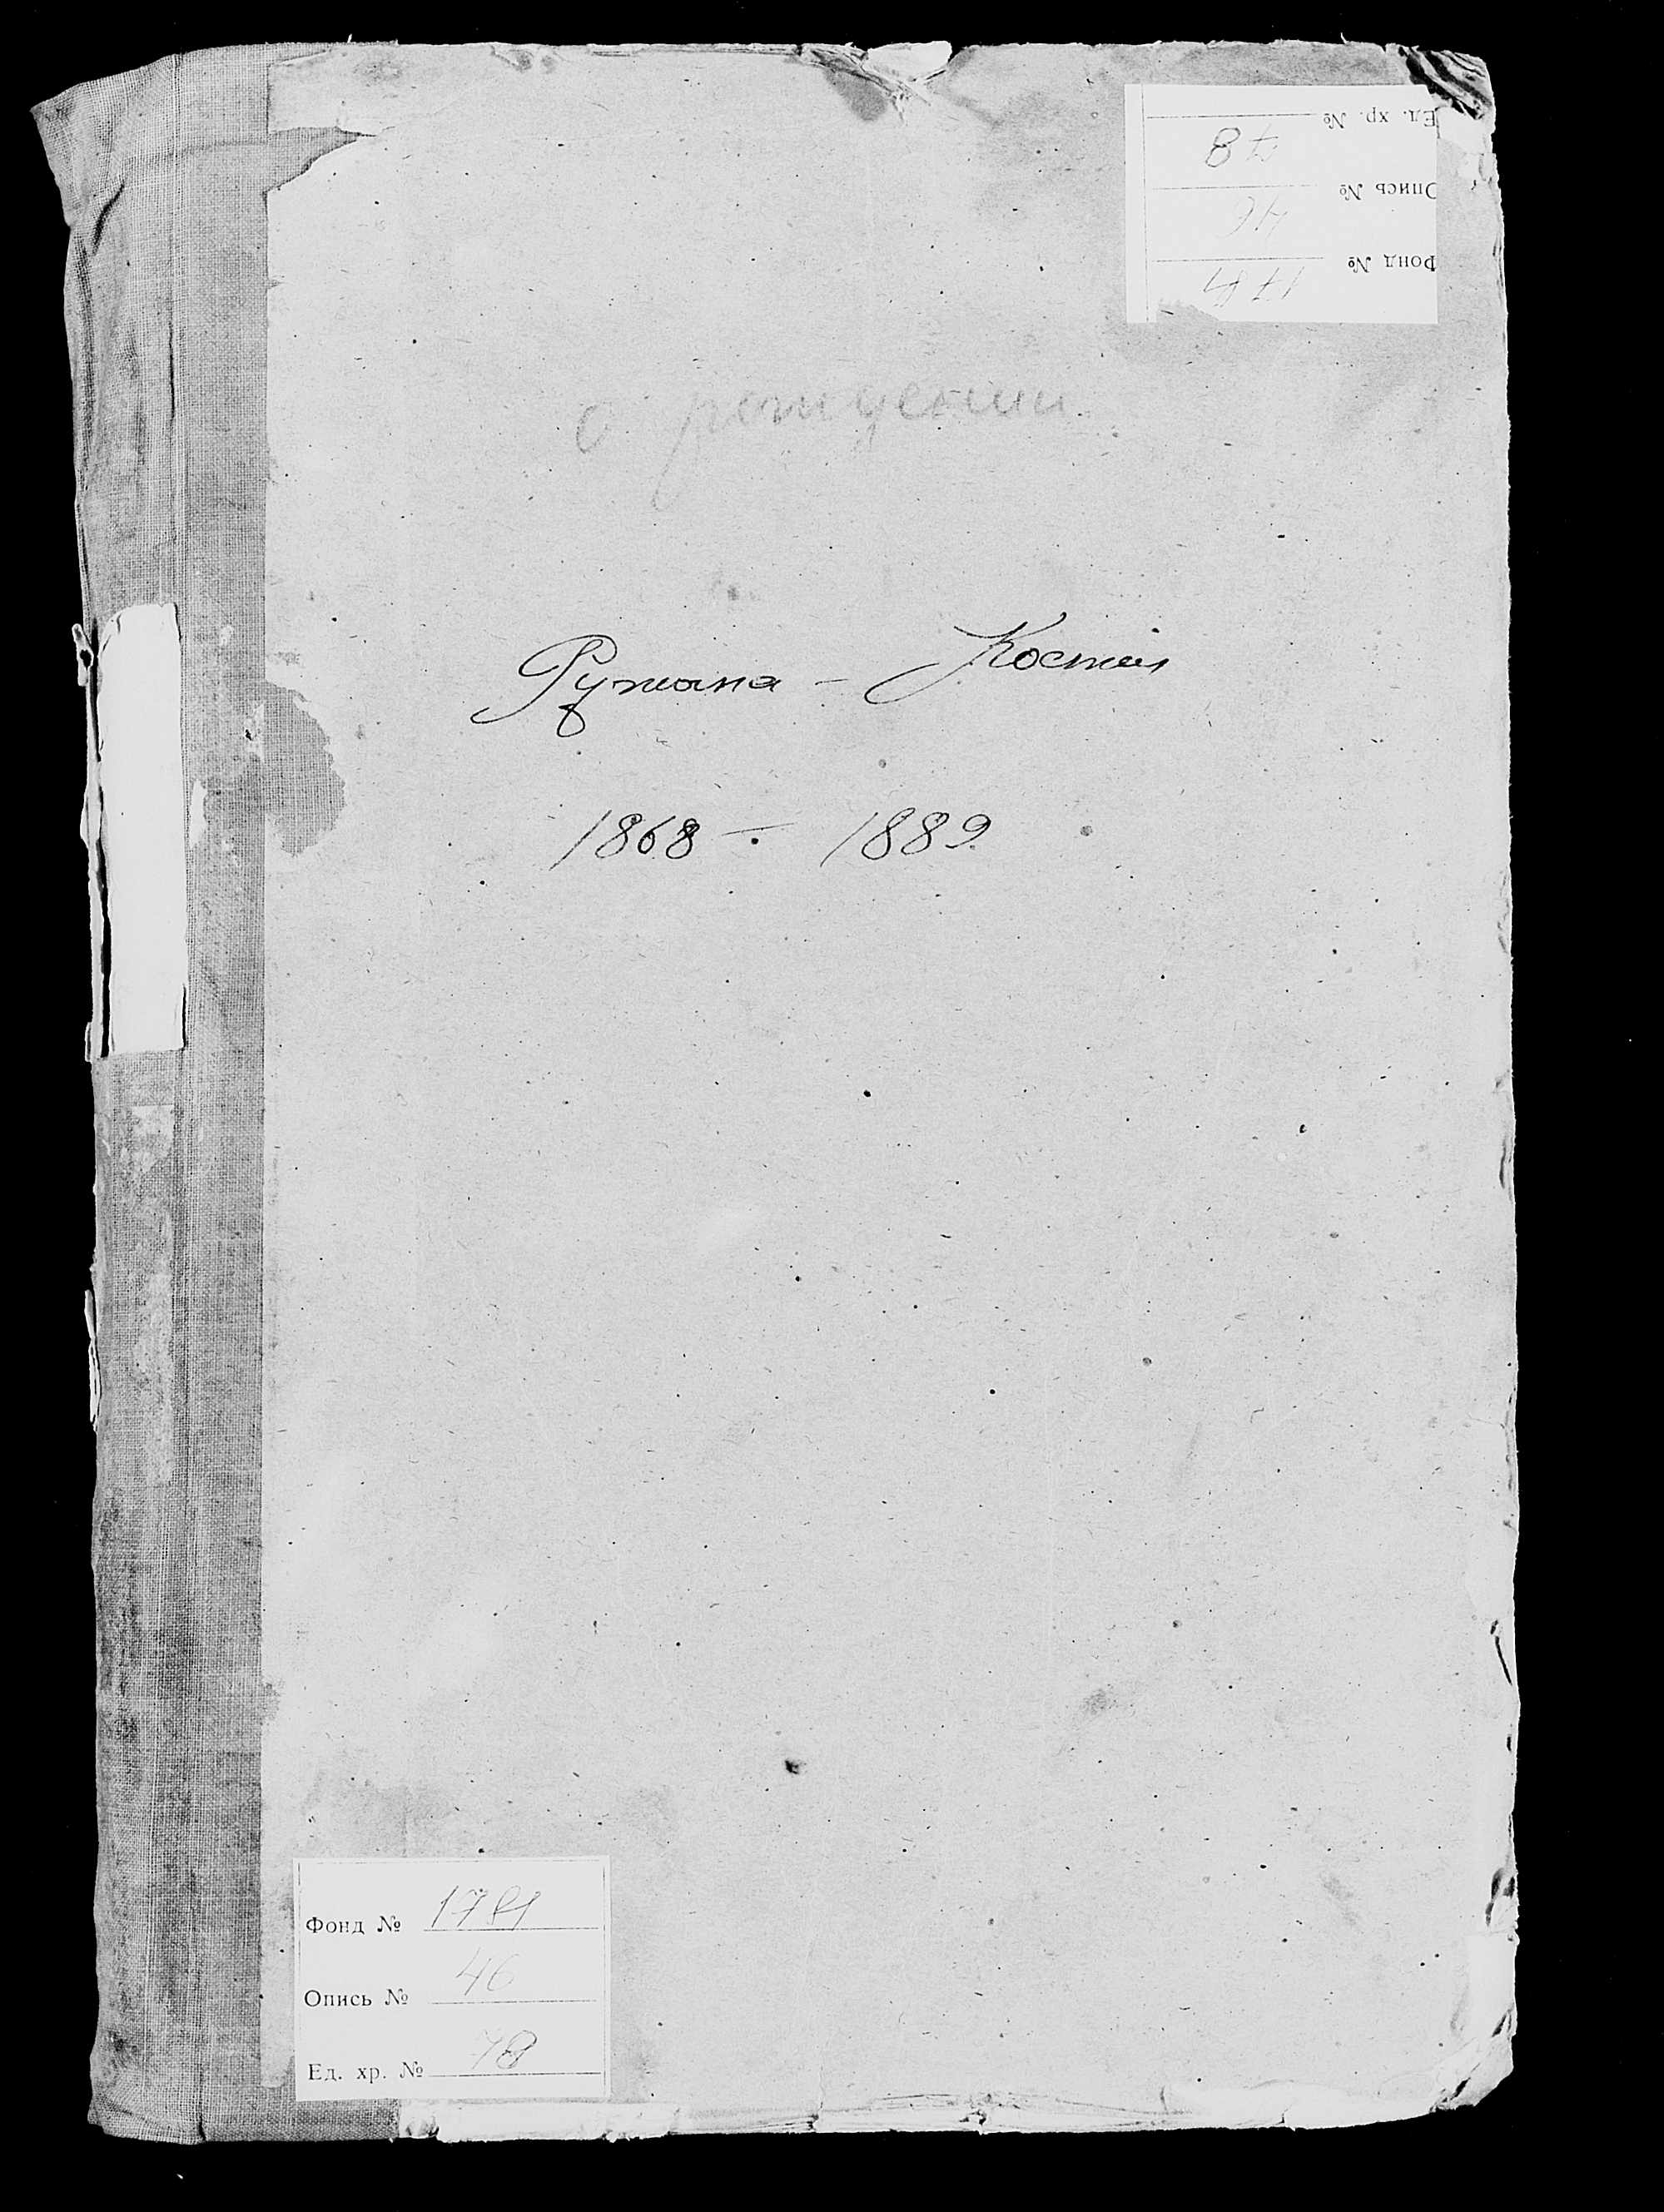 Ед. хр. № 78
Опись № 46
Фонд № 1784
о рождении
Ружана - Костел
1868 - 1889
Фонд № 1781
Опись № 46
Ед. хр. № 78